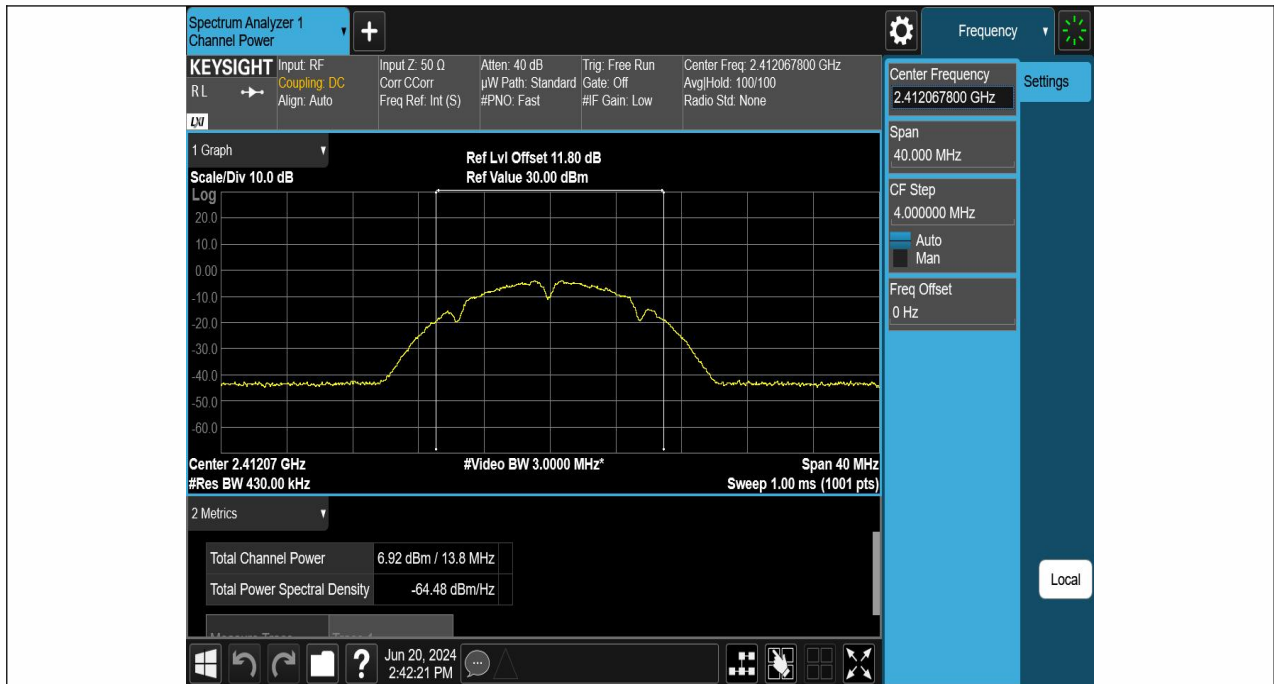 Spectrum Analyzer 1
Channel Power
+
Frequency
KEYSIGHT
RL
LXI
Input: RF
Coupling: DC
Align: Auto
Input Z: 50 Ω
Corr CCorr
Freq Ref: Int (S)
Atten: 40 dB
µW Path: Standard
#PNO: Fast
Trig: Free Run
Gate: Off
#IF Gain: Low
Center Freq: 2.412067800 GHz
Avg|Hold: 100/100
Radio Std: None
Center Frequency
2.412067800 GHz
Settings
Span
40.000 MHz
CF Step
4.000000 MHz
Auto
Man
Freq Offset
0 Hz
Local
1 Graph
Scale/Div 10.0 dB
Ref Lvl Offset 11.80 dB
Ref Value 30.00 dBm
Log
20.0
10.0
0.00
-10.0
-20.0
-30.0
-40.0
-50.0
-60.0
Center 2.41207 GHz
#Video BW 3.0000 MHz*
Span 40 MHz
#Res BW 430.00 kHz
Sweep 1.00 ms (1001 pts)
2 Metrics
Total Channel Power 6.92 dBm / 13.8 MHz
Total Power Spectral Density -64.48 dBm/Hz
?
Jun 20, 2024
2:42:21 PM